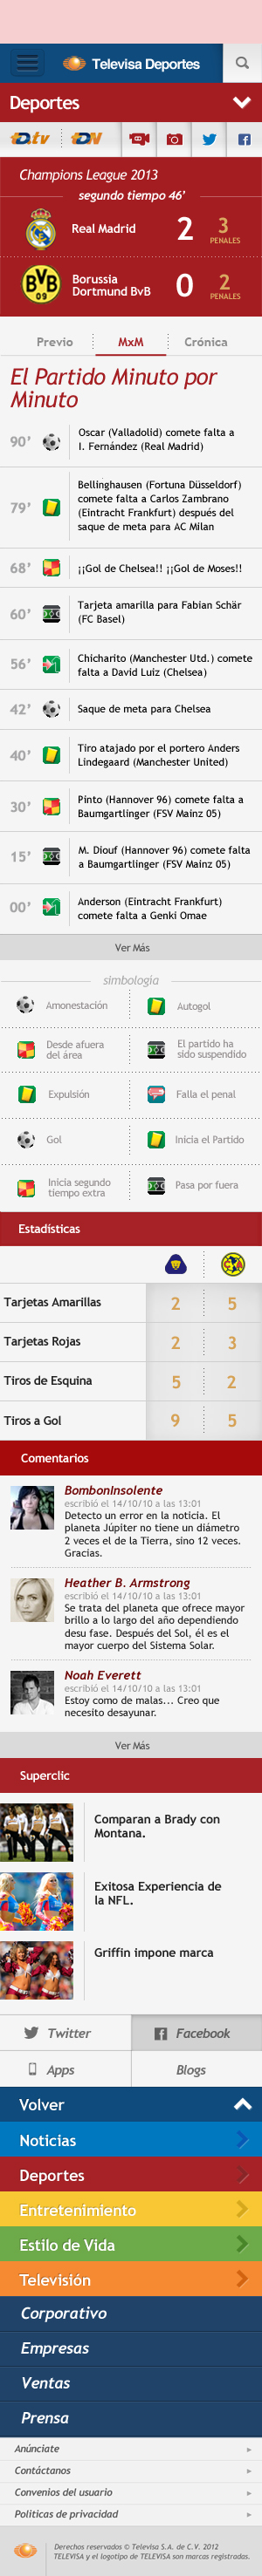 Televisa Deportes
Deportes
tv
Champions League 2013
segundo tiempo 46’
Real Madrid 2 3
PENALES
Borussia
Dortmund BvB 0 2
PENALES
BVB
09
Previo MxM Crónica
El Partido Minuto por
Minuto
90’ Oscar (Valladolid) comete falta a
I. Fernández (Real Madrid)
79’ Bellinghausen (Fortuna Düsseldorf)
comete falta a Carlos Zambrano
(Eintracht Frankfurt) después del
saque de meta para AC Milan
68’ ¡¡Gol de Chelsea!! ¡¡Gol de Moses!!
60’ Tarjeta amarilla para Fabian Schär
(FC Basel)
56’ Chicharito (Manchester Utd.) comete
falta a David Luiz (Chelsea)
42’ Saque de meta para Chelsea
40’ Tiro atajado por el portero Anders
Lindegaard (Manchester United)
30’ Pinto (Hannover 96) comete falta a
Baumgartlinger (FSV Mainz 05)
15’ M. Diouf (Hannover 96) comete falta
a Baumgartlinger (FSV Mainz 05)
00’ Anderson (Eintracht Frankfurt)
comete falta a Genki Omae
Ver Más
simbología
Amonestación Autogol
Desde afuera
del área
El partido ha
sido suspendido
Expulsión Falla el penal
Gol Inicia el Partido
Inicia segundo
tiempo extra
Pasa por fuera
Estadísticas
Tarjetas Amarillas 2 5
Tarjetas Rojas 2 3
Tiros de Esquina 5 2
Tiros a Gol 9 5
Comentarios
BombonInsolente
escribió el 14/10/10 a las 13:01
Detecto un error en la noticia. El
planeta Júpiter no tiene un diámetro
2 veces el de la Tierra, sino 12 veces.
Gracias.
Heather B. Armstrong
escribió el 14/10/10 a las 13:01
Se trata del planeta que ofrece mayor
brillo a lo largo del año dependiendo
desu fase. Después del Sol, él es el
mayor cuerpo del Sistema Solar.
Noah Everett
escribió el 14/10/10 a las 13:01
Estoy como de malas... Creo que
necesito desayunar.
Ver Más
Superclic
Comparan a Brady con
Montana.
Exitosa Experiencia de
la NFL.
Griffin impone marca
Twitter Facebook
Apps Blogs
Volver
Noticias
Deportes
Entretenimiento
Estilo de Vida
Televisión
Corporativo
Empresas
Ventas
Prensa
Anúnciate
Contáctanos
Convenios del usuario
Políticas de privacidad
Derechos reservados © Televisa S.A. de C.V. 2012
TELEVISA y el logotipo de TELEVISA son marcas registradas.